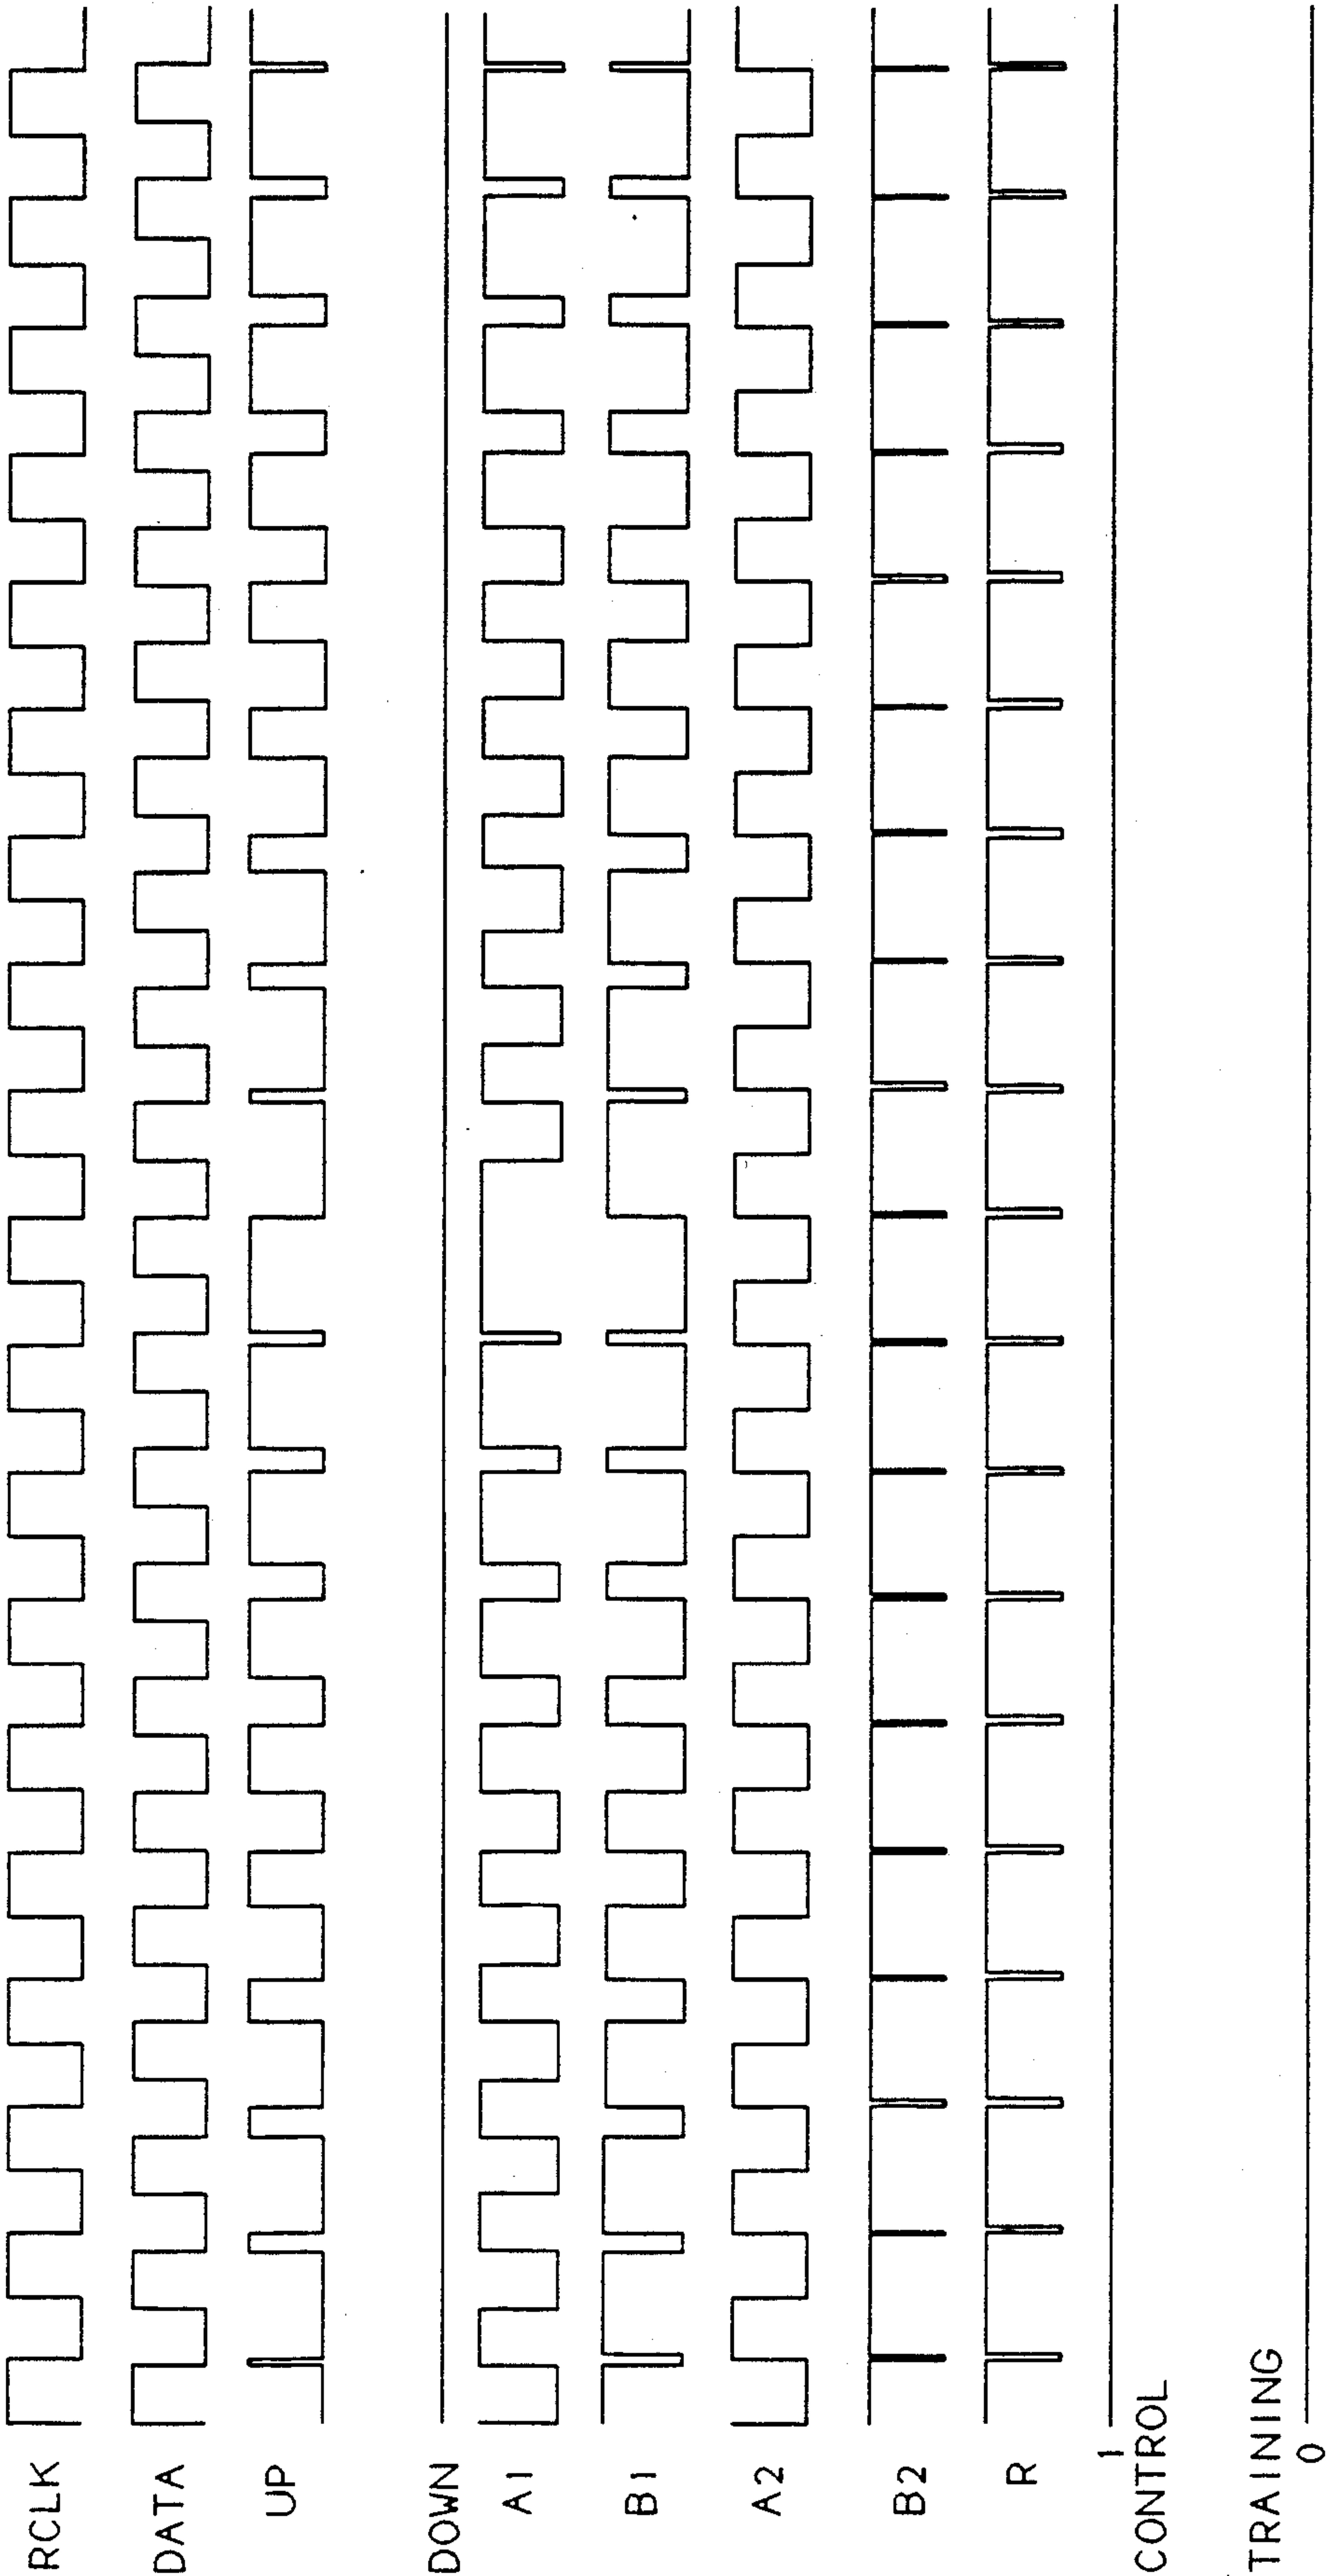 RCLK
DATA
UP
DOWN
A1
B1
A2
B2
R
1
CONTROL
TRAINING
0